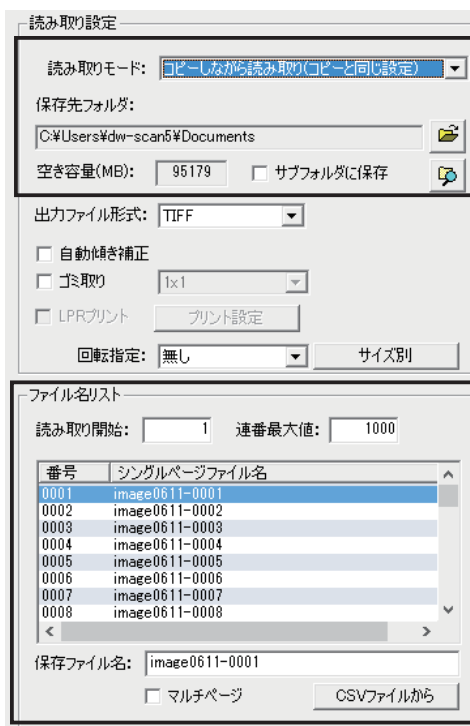 読み取り設定
読み取りモード: コピーしながら読み取り(コピーと同じ設定)
保存先フォルダ:
C:¥Users¥dw-scan5¥Documents
空き容量(MB): 95179 サブフォルダに保存
出力ファイル形式: TIFF
自動傾き補正
ゴミ取り 1x1
LPRプリント プリント設定
回転指定: 無し サイズ別
ファイル名リスト
読み取り開始: 1 連番最大値: 1000
番号 シングルページファイル名
0001 image0611-0001
0002 image0611-0002
0003 image0611-0003
0004 image0611-0004
0005 image0611-0005
0006 image0611-0006
0007 image0611-0007
0008 image0611-0008
保存ファイル名: image0611-0001
マルチページ CSVファイルから